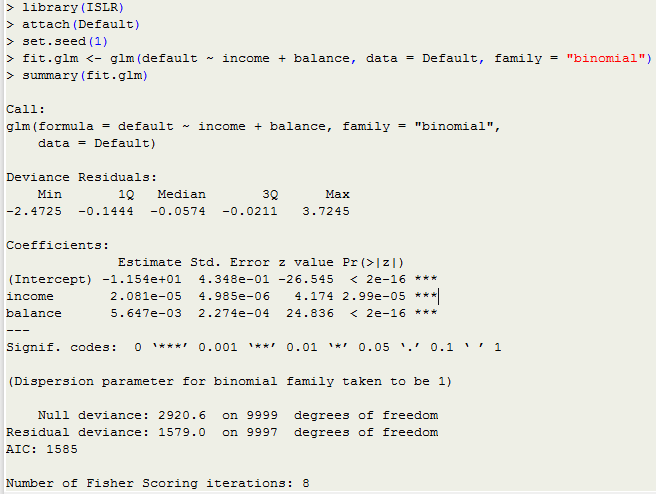 > library(ISLR)
> attach(Default)
> set.seed(1)
> fit.glm <- glm(default ~ income + balance, data = Default, family = "binomial")
> summary(fit.glm)

Call:
glm(formula = default ~ income + balance, family = "binomial",
    data = Default)

Deviance Residuals:
    Min       1Q   Median       3Q      Max
-2.4725  -0.1444  -0.0574  -0.0211   3.7245

Coefficients:
              Estimate Std. Error z value Pr(>|z|)
(Intercept) -1.154e+01  4.348e-01 -26.545  < 2e-16 ***
income       2.081e-05  4.985e-06   4.174 2.99e-05 ***
balance      5.647e-03  2.274e-04  24.836  < 2e-16 ***
---
Signif. codes:  0 ‘***’ 0.001 ‘**’ 0.01 ‘*’ 0.05 ‘.’ 0.1 ‘ ’ 1

(Dispersion parameter for binomial family taken to be 1)

    Null deviance: 2920.6  on 9999  degrees of freedom
Residual deviance: 1579.0  on 9997  degrees of freedom
AIC: 1585

Number of Fisher Scoring iterations: 8